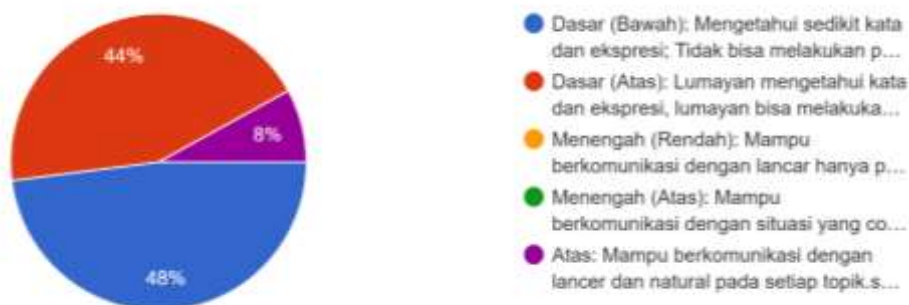 44%
8%
48%
Dasar (Bawah): Mengetahui sedikit kata
dan ekspresi; Tidak bisa melakukan p...
Dasar (Atas): Lumayan mengetahui kata
dan ekspresi, lumayan bisa melakuka...
Menengah (Rendah): Mampu
berkomunikasi dengan lancar hanya p...
Menengah (Atas): Mampu
berkomunikasi dengan situasi yang co...
Atas: Mampu berkomunikasi dengan
lancer dan natural pada setiap topik.s...